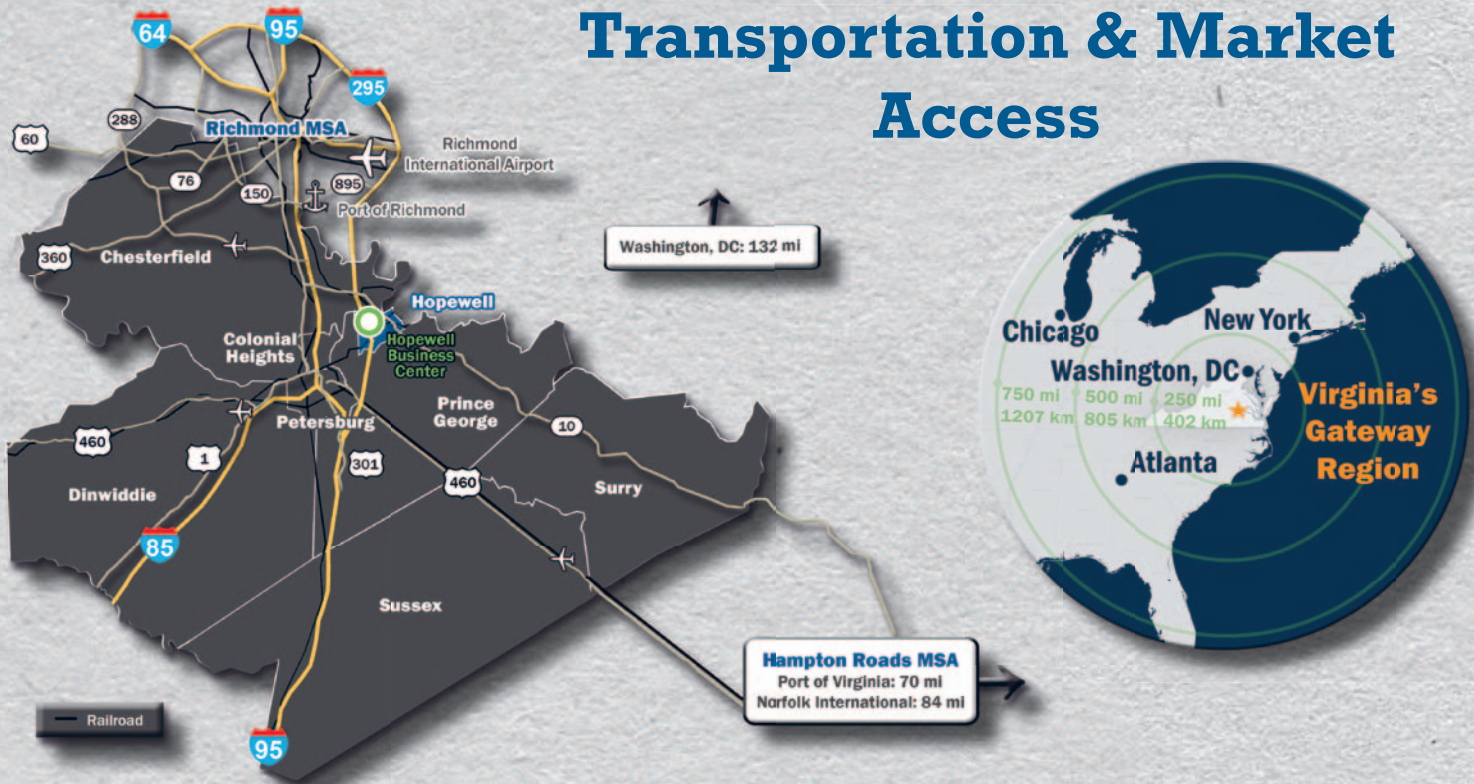 Transportation & Market
Access
64
95
295
288
60
Richmond MSA
Richmond
International Airport
76
150
895
Port of Richmond
360
Chesterfield
Washington, DC: 132 mi
Hopewell
Hopewell
Business
Center
Colonial
Heights
Prince
George
Petersburg
10
460
1
301
460
Dinwiddie
Surry
85
Sussex
Hampton Roads MSA
Port of Virginia: 70 mi
Norfolk International: 84 mi
Railroad
95
Chicago
New York
Washington, DC
750 mi
1207 km
500 mi
805 km
250 mi
402 km
Virginia's
Gateway
Region
Atlanta